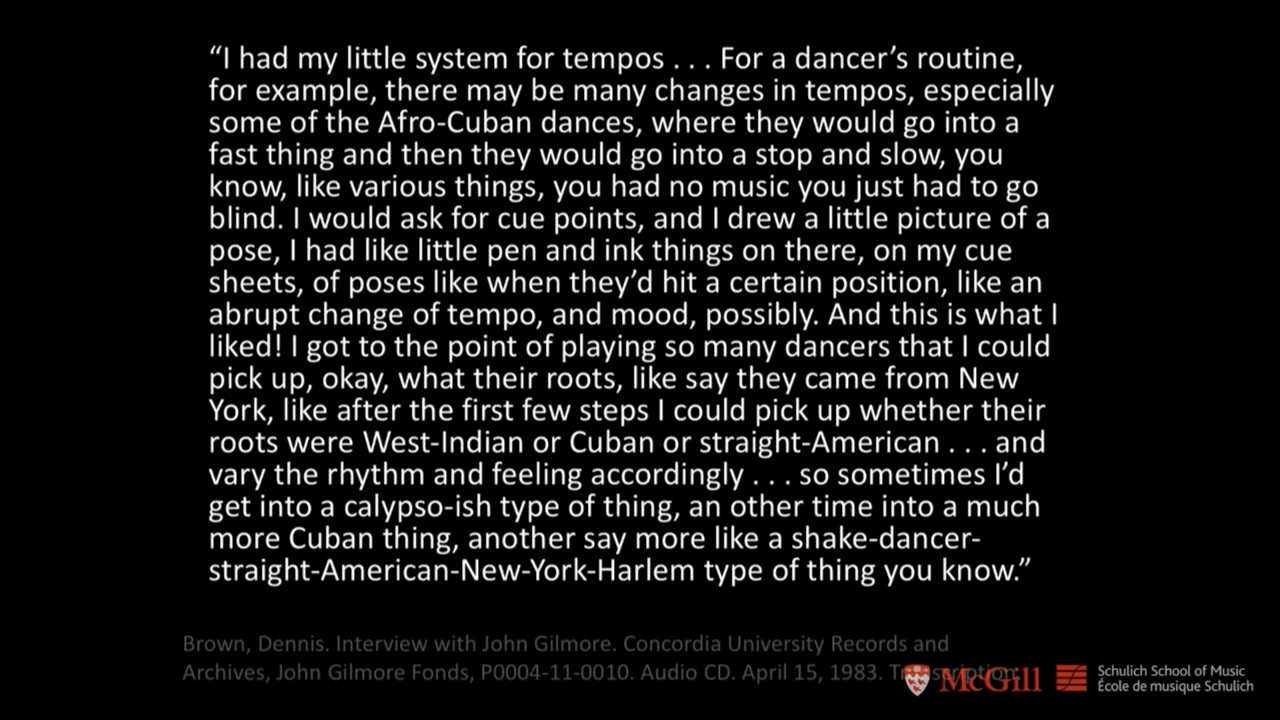 “I had my little system for tempos . . . For a dancer’s routine,
for example, there may be many changes in tempos, especially
some of the Afro-Cuban dances, where they would go into a
fast thing and then they would go into a stop and slow, you
know, like various things, you had no music you just had to go
blind. I would ask for cue points, and I drew a little picture of a
pose, I had like little pen and ink things on there, on my cue
sheets, of poses like when they’d hit a certain position, like an
abrupt change of tempo, and mood, possibly. And this is what I
liked! I got to the point of playing so many dancers that I could
pick up, okay, what their roots, like say they came from New
York, like after the first few steps I could pick up whether their
roots were West-Indian or Cuban or straight-American . . . and
vary the rhythm and feeling accordingly . . . so sometimes I’d
get into a calypso-ish type of thing, an other time into a much
more Cuban thing, another say more like a shake-dancer-
straight-American-New-York-Harlem type of thing you know.”
Brown, Dennis. Interview with John Gilmore. Concordia University Records and
Archives, John Gilmore Fonds, P0004-11-0010. Audio CD. April 15, 1983. Transcription.
McGill
Schulich School of Music
École de musique Schulich